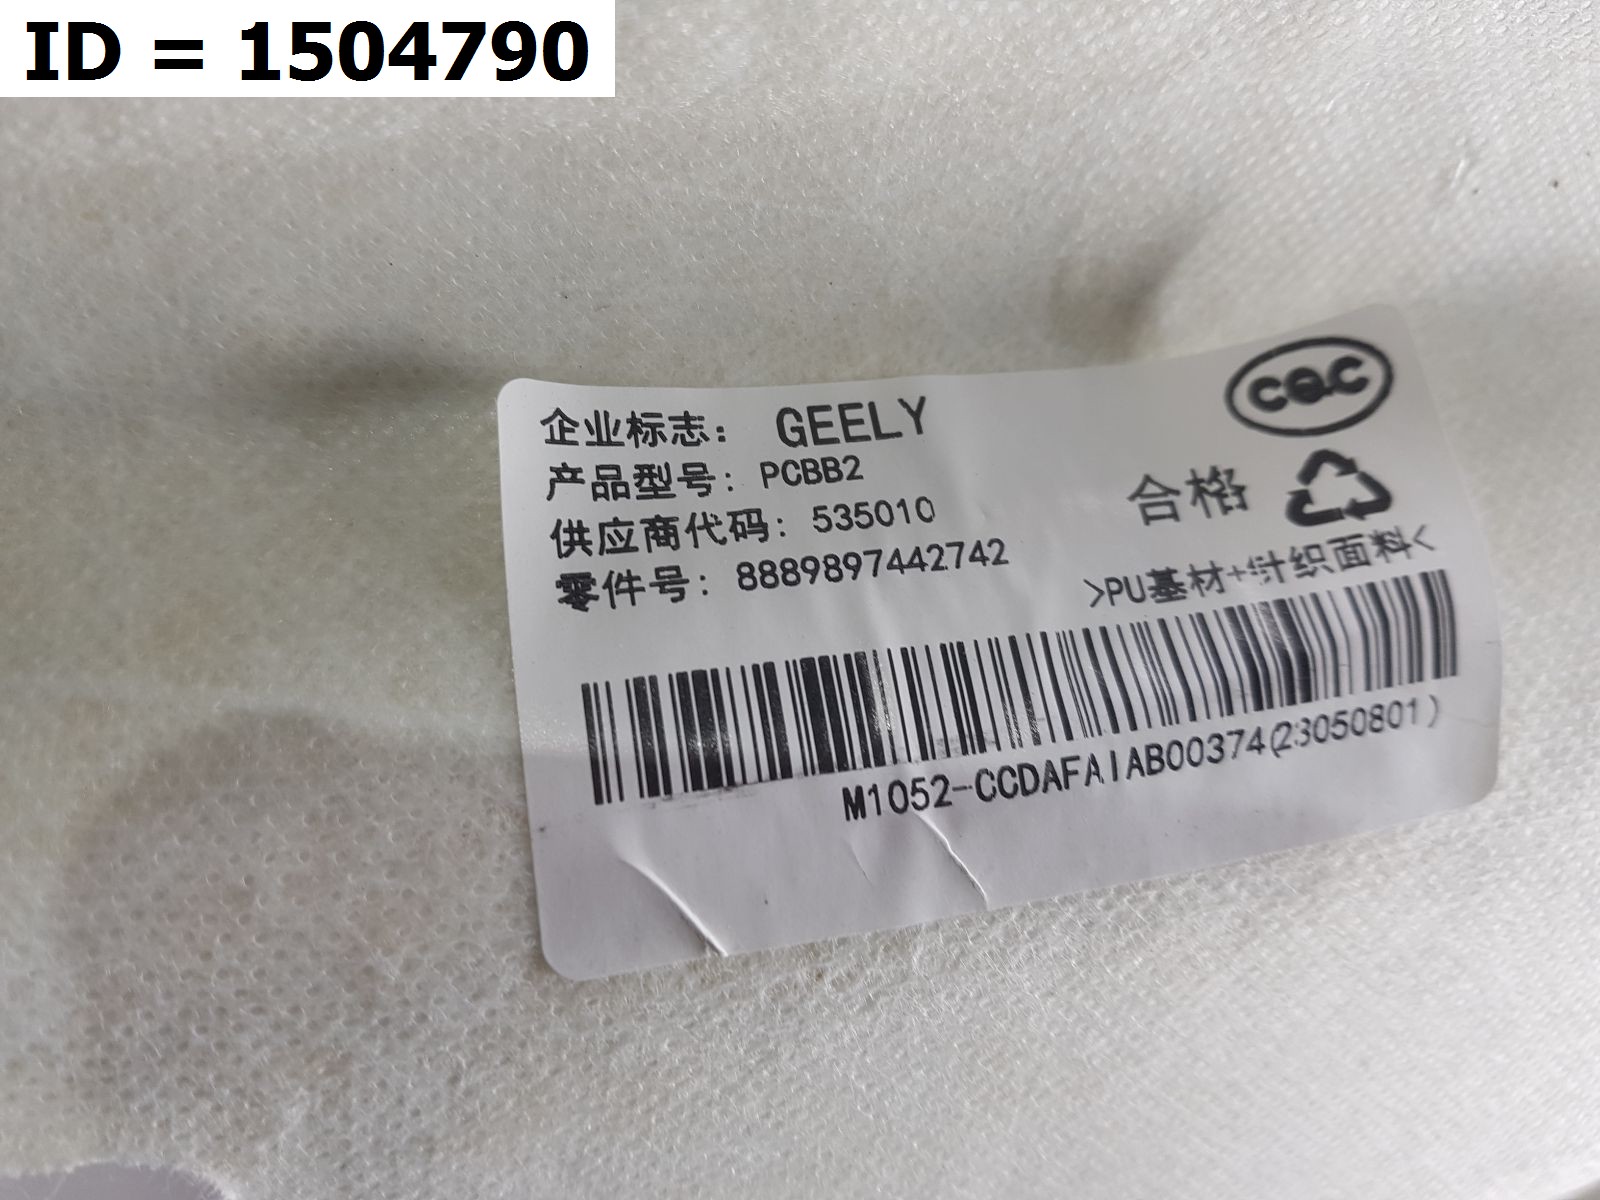 ID = 1504790
企业标志： GEELY
CQC
产品型号：PCBB2
合格
供应商代码：535010
零件号：8889897442742
>PU基材+针织面料<
M1052-CCDAFAIAB00374(23050801)